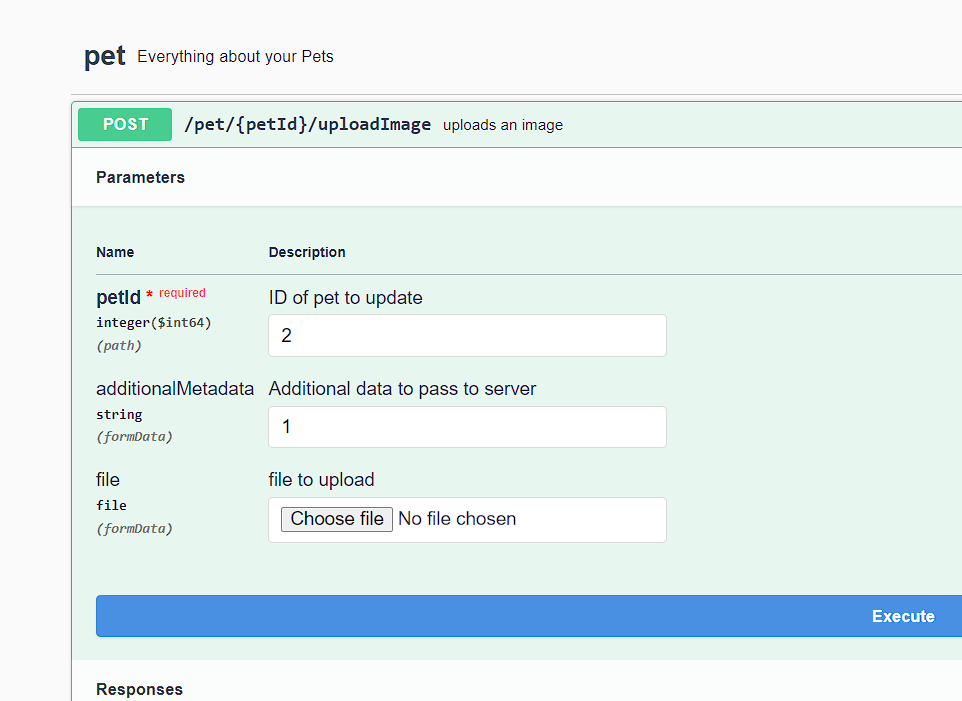 pet Everything about your Pets
POST /pet/{petId}/uploadImage uploads an image
Parameters
Name Description
petId * required ID of pet to update
integer($int64)
(path)
2
additionalMetadata Additional data to pass to server
string
(formData)
1
file file to upload
file
(formData)
Choose file No file chosen
Execute
Responses